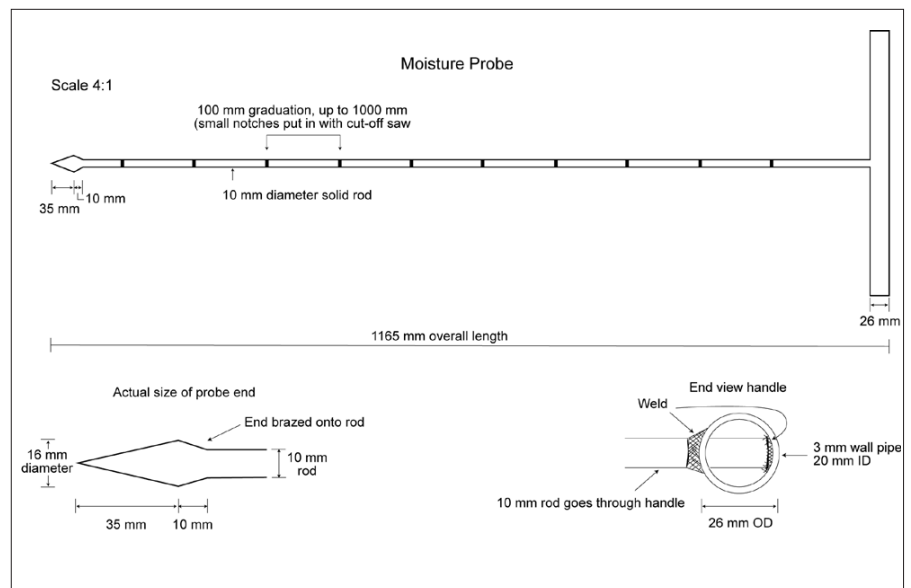 Moisture Probe
Scale 4:1
100 mm graduation, up to 1000 mm
(small notches put in with cut-off saw
10 mm diameter solid rod
10 mm
35 mm
26 mm
1165 mm overall length
Actual size of probe end
End brazed onto rod
16 mm
diameter
10 mm
rod
35 mm
10 mm
End view handle
Weld
3 mm wall pipe
20 mm ID
10 mm rod goes through handle
26 mm OD